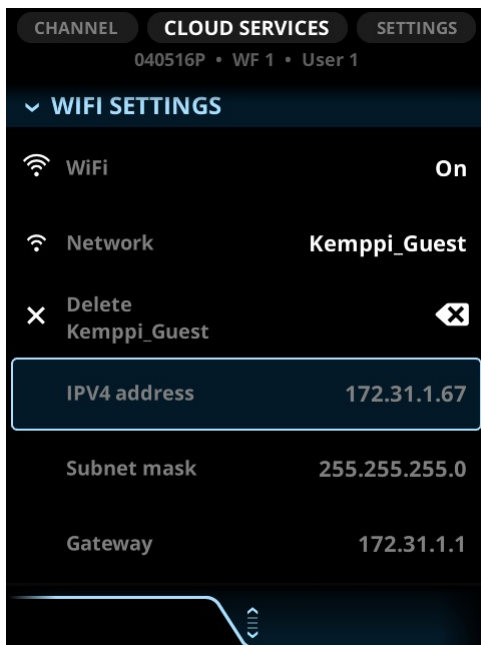 CHANNEL CLOUD SERVICES SETTINGS
040516P • WF 1 • User 1
WIFI SETTINGS
WiFi On
Network Kemppi_Guest
Delete
Kemppi_Guest
IPV4 address 172.31.1.67
Subnet mask 255.255.255.0
Gateway 172.31.1.1